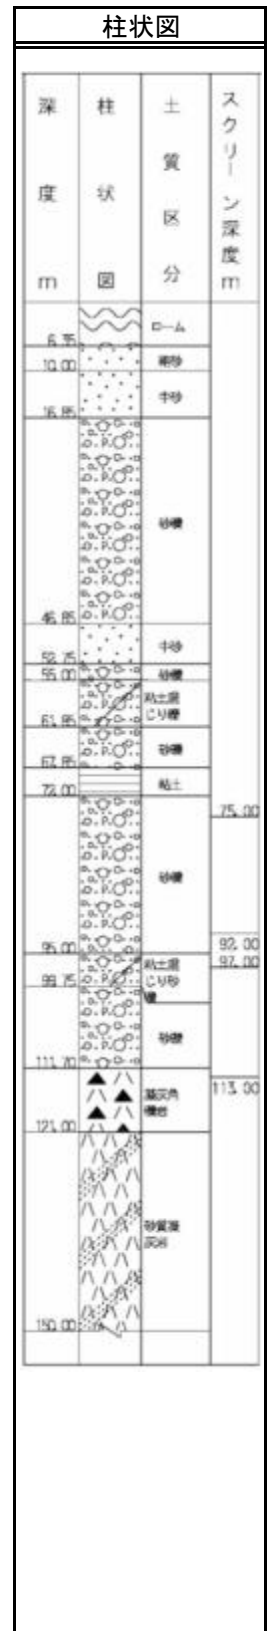 柱状図
深度m
柱状図
土質区分
スクリーン深度m
ローム
6.35
細砂
10.00
中砂
16.85
砂礫
46.85
中砂
52.75
砂礫
55.00
粘土混
じり礫
61.85
砂礫
67.85
粘土
72.00
75.00
砂礫
92.00
95.00
97.00
粘土混
じり砂
礫
99.75
砂礫
111.70
113.00
凝灰角
礫岩
121.00
砂質凝
灰岩
150.00